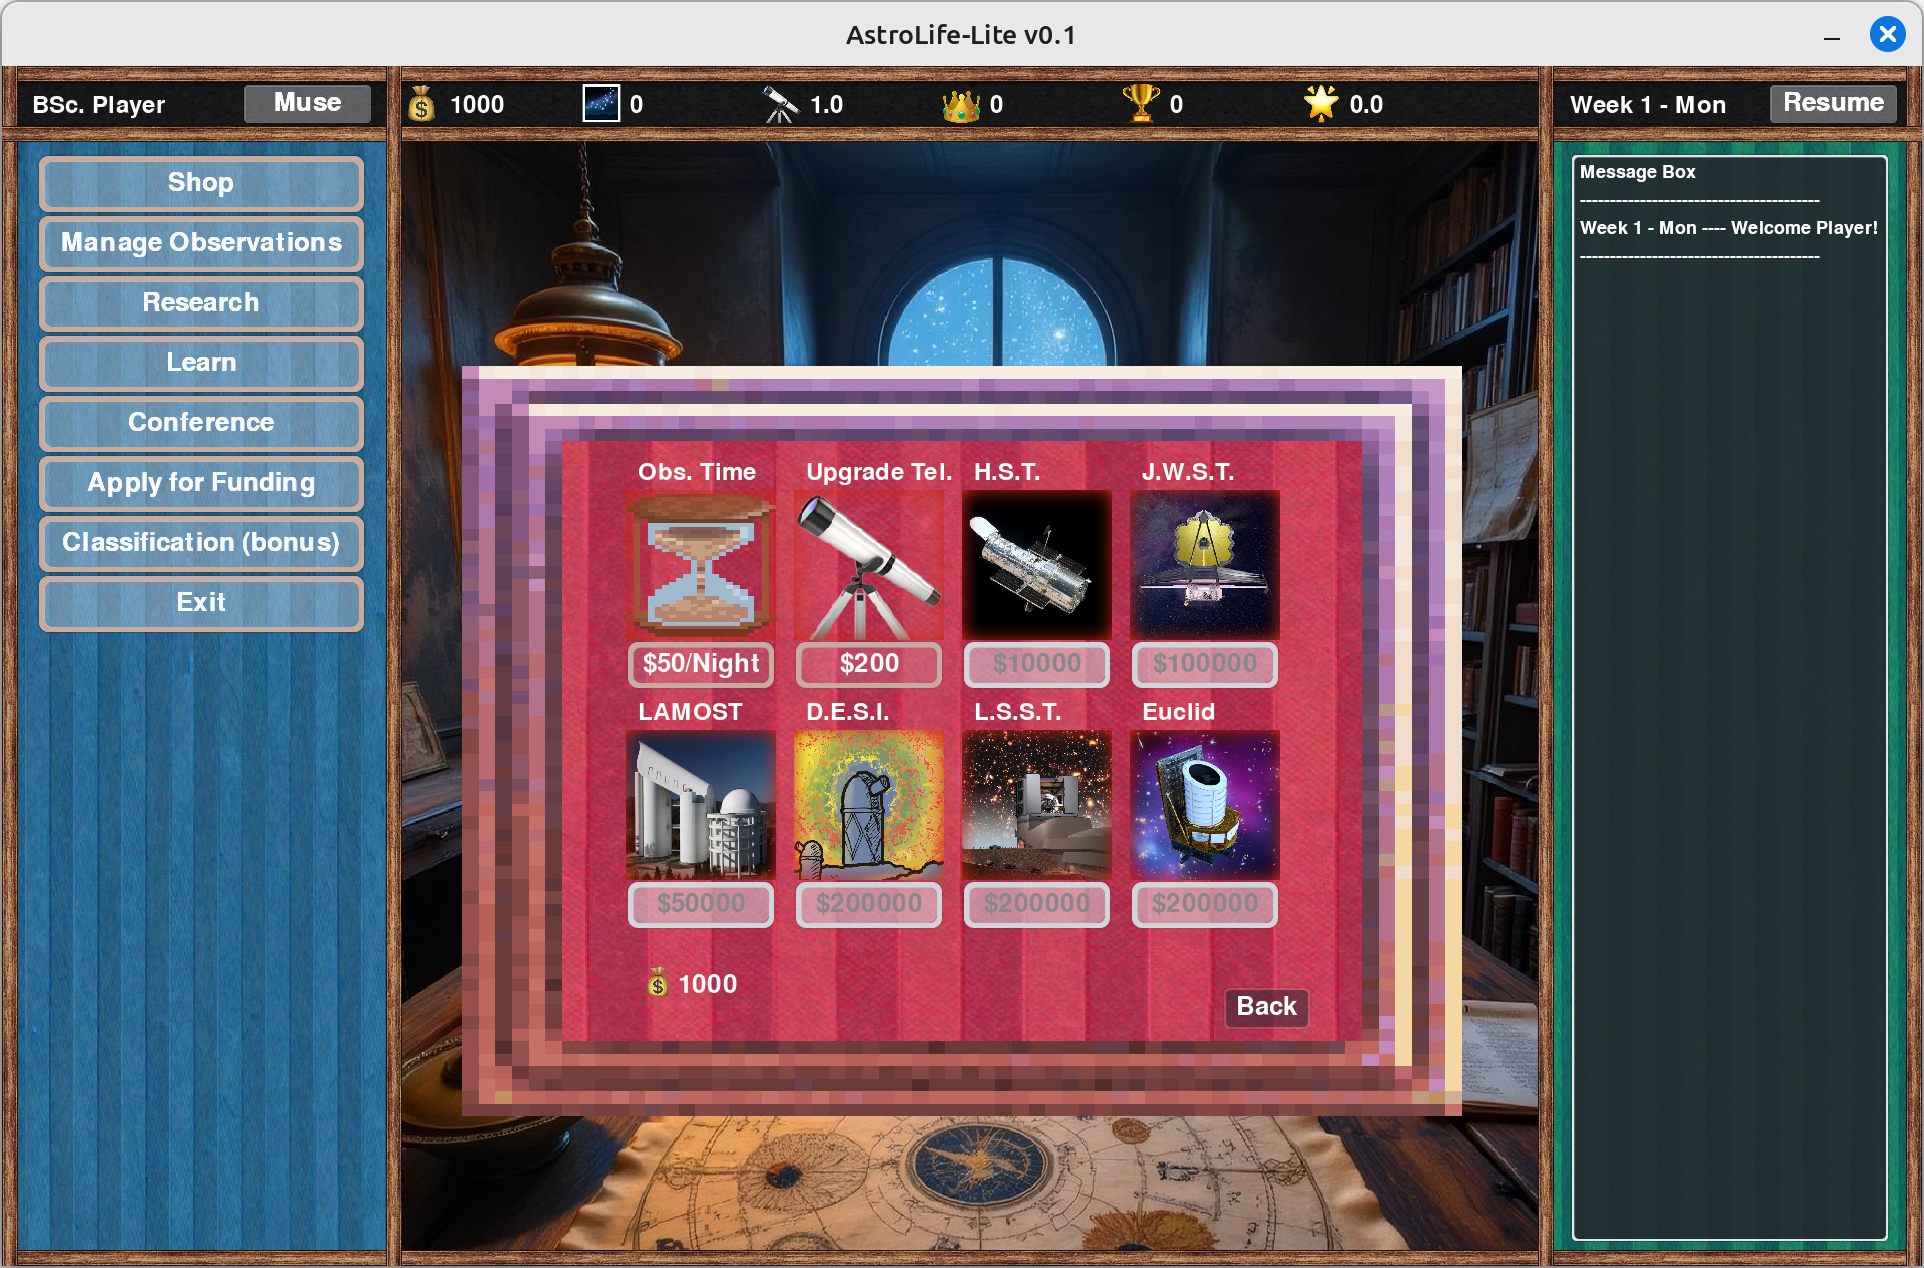 AstroLife-Lite v0.1
BSc. Player
Muse
1000
0
1.0
0
0
0.0
Week 1 - Mon
Resume
Shop
Manage Observations
Research
Learn
Conference
Apply for Funding
Classification (bonus)
Exit
Obs. Time
Upgrade Tel.
H.S.T.
J.W.S.T.
$50/Night
$200
$10000
$100000
LAMOST
D.E.S.I.
L.S.S.T.
Euclid
$50000
$200000
$200000
$200000
1000
Back
Message Box
----------------------------------------
Week 1 - Mon ---- Welcome Player!
----------------------------------------